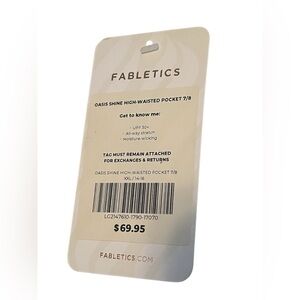 FABLETICS
OASIS SHINE HIGH-WAISTED POCKET 7/8
Get to know me:
- UPF 50+
- All-way stretch
- Moisture-wicking
TAG MUST REMAIN ATTACHED
FOR EXCHANGES & RETURNS
OASIS SHINE HIGH-WAISTED POCKET 7/8
XXL / 14-16
LG2147610-1790-17070
$69.95
FABLETICS.COM